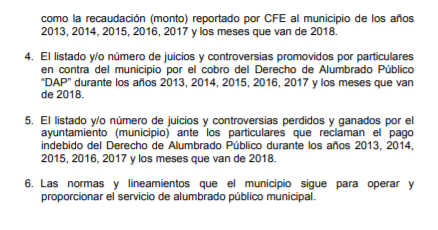 como la recaudación (monto) reportado por CFE al municipio de los años
2013, 2014, 2015, 2016, 2017 y los meses que van de 2018.
4. El listado y/o número de juicios y controversias promovidos por particulares
en contra del municipio por el cobro del Derecho de Alumbrado Público
"DAP" durante los años 2013, 2014, 2015, 2016, 2017 y los meses que van
de 2018.
5. El listado y/o número de juicios y controversias perdidos y ganados por el
ayuntamiento (municipio) ante los particulares que reclaman el pago
indebido del Derecho de Alumbrado Público durante los años 2013, 2014,
2015, 2016, 2017 y los meses que van de 2018.
6. Las normas y lineamientos que el municipio sigue para operar y
proporcionar el servicio de alumbrado público municipal.